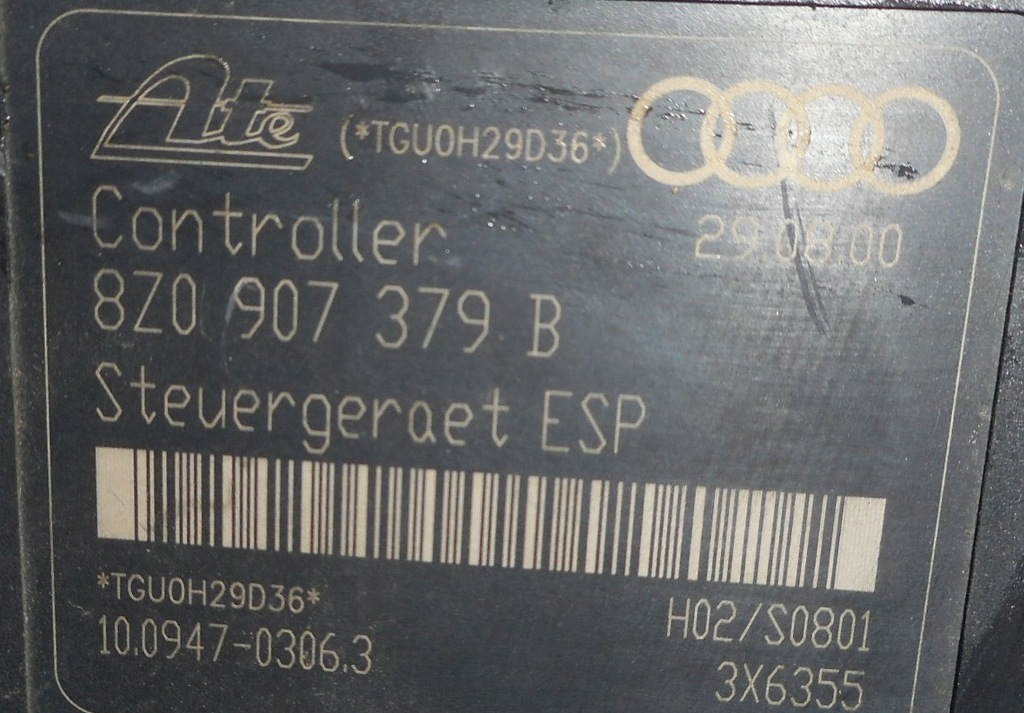 Ate (*TGU0H29D36*)
Controller 29.08.00
8Z0 907 379 B
Steuergeraet ESP
*TGU0H29D36*
H02/S0801
10.0947-0306.3
3X6355